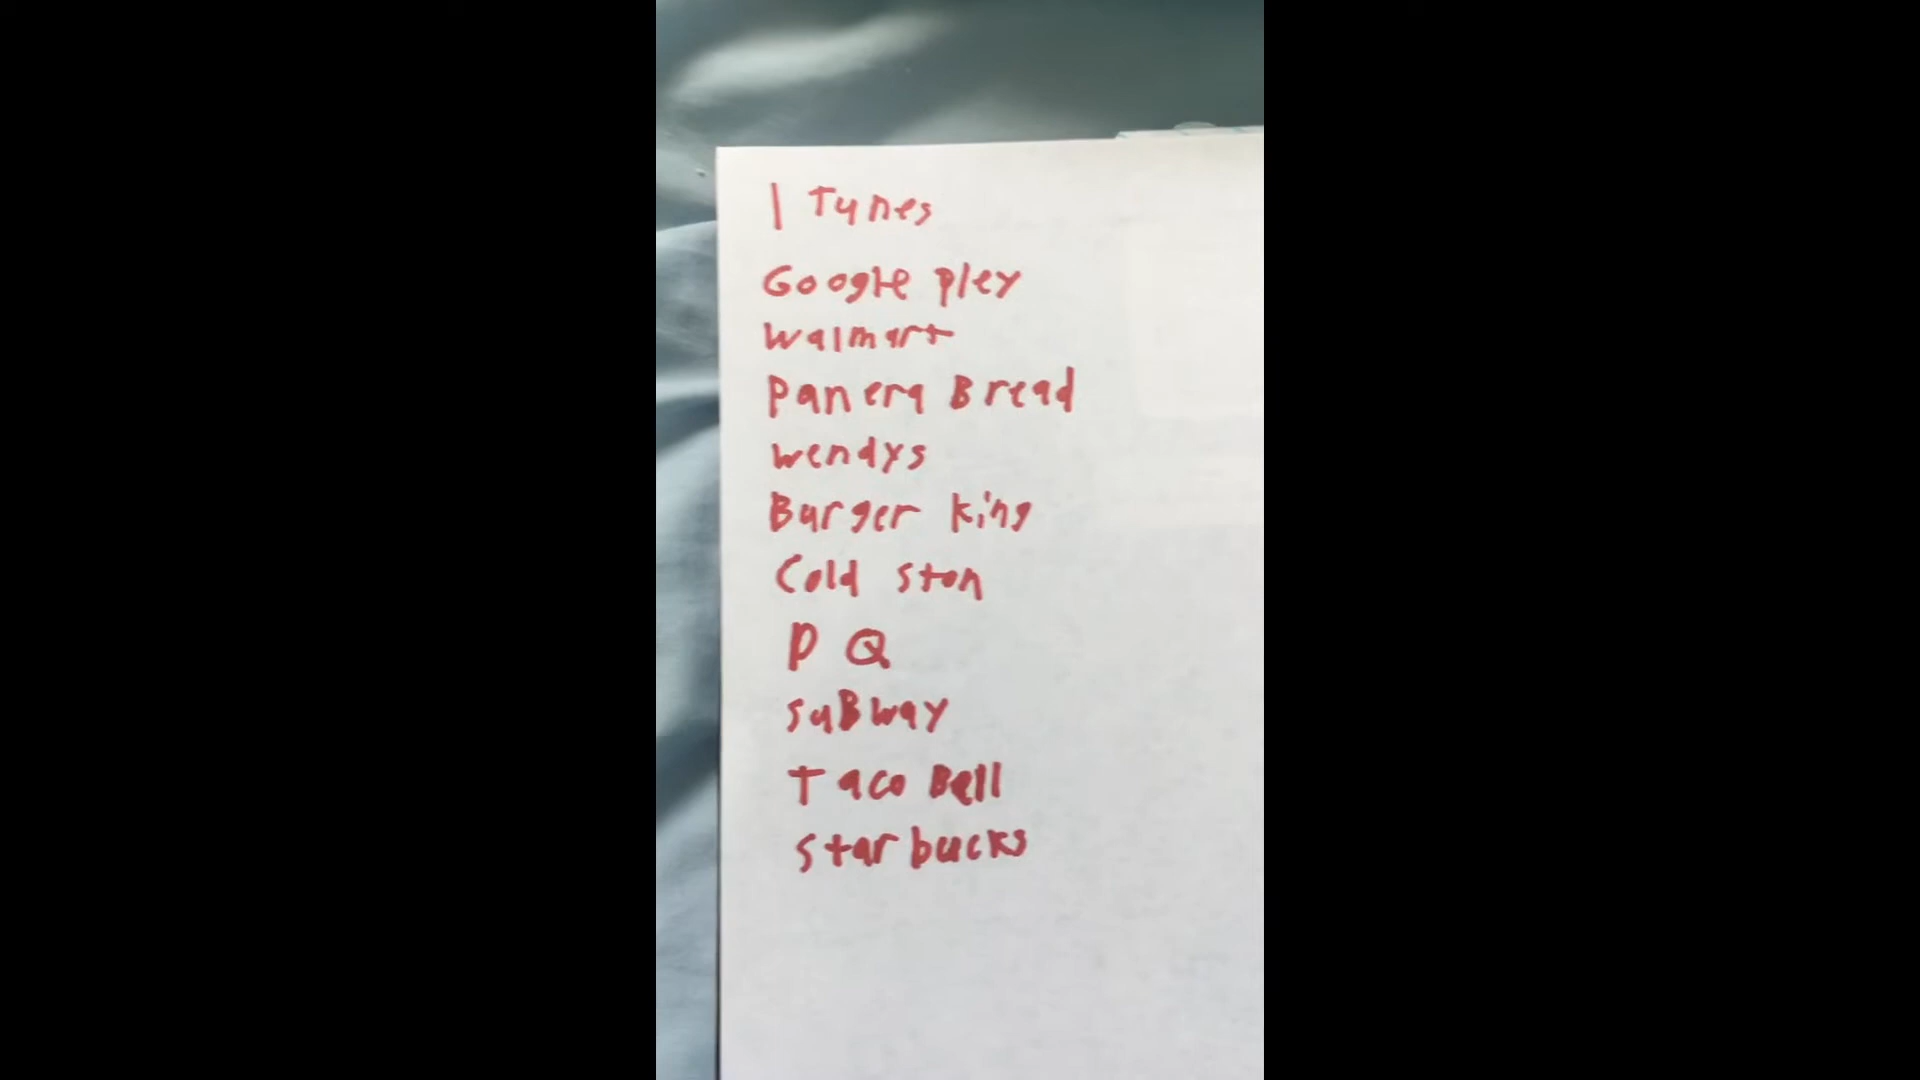 I Tunes
Google pley
Walmart
Panera Bread
wendys
Burger king
Cold ston
D Q
suBway
Taco Bell
starbucks